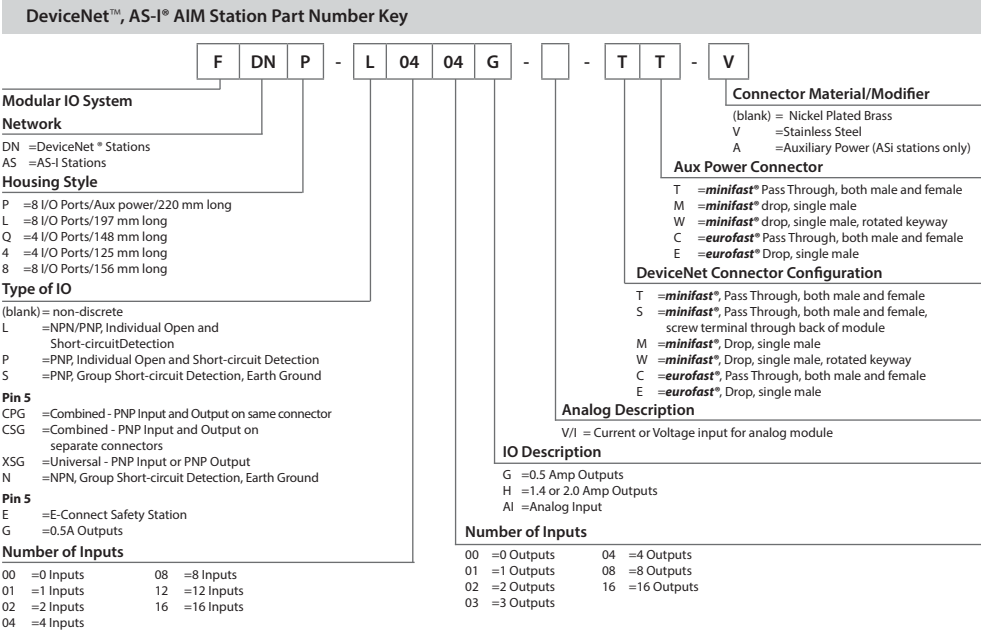 DeviceNet™, AS-I® AIM Station Part Number Key
F DN P - L 04 04 G - - T T - V
Modular IO System
Network
DN =DeviceNet ® Stations
AS =AS-I Stations
Housing Style
P =8 I/O Ports/Aux power/220 mm long
L =8 I/O Ports/197 mm long
Q =4 I/O Ports/148 mm long
4 =4 I/O Ports/125 mm long
8 =8 I/O Ports/156 mm long
Type of IO
(blank) = non-discrete
L =NPN/PNP, Individual Open and
Short-circuitDetection
P =PNP, Individual Open and Short-circuit Detection
S =PNP, Group Short-circuit Detection, Earth Ground
Pin 5
CPG =Combined - PNP Input and Output on same connector
CSG =Combined - PNP Input and Output on
separate connectors
XSG =Universal - PNP Input or PNP Output
N =NPN, Group Short-circuit Detection, Earth Ground
Pin 5
E =E-Connect Safety Station
G =0.5A Outputs
Number of Inputs
00 =0 Inputs 08 =8 Inputs
01 =1 Inputs 12 =12 Inputs
02 =2 Inputs 16 =16 Inputs
04 =4 Inputs
Connector Material/Modifier
(blank) = Nickel Plated Brass
V =Stainless Steel
A =Auxiliary Power (ASi stations only)
Aux Power Connector
T =minifast® Pass Through, both male and female
M =minifast® drop, single male
W =minifast® drop, single male, rotated keyway
C =eurofast® Pass Through, both male and female
E =eurofast® Drop, single male
DeviceNet Connector Configuration
T =minifast®, Pass Through, both male and female
S =minifast®, Pass Through, both male and female,
screw terminal through back of module
M =minifast®, Drop, single male
W =minifast®, Drop, single male, rotated keyway
C =eurofast®, Pass Through, both male and female
E =eurofast®, Drop, single male
Analog Description
V/I = Current or Voltage input for analog module
IO Description
G =0.5 Amp Outputs
H =1.4 or 2.0 Amp Outputs
AI =Analog Input
Number of Inputs
00 =0 Outputs 04 =4 Outputs
01 =1 Outputs 08 =8 Outputs
02 =2 Outputs 16 =16 Outputs
03 =3 Outputs